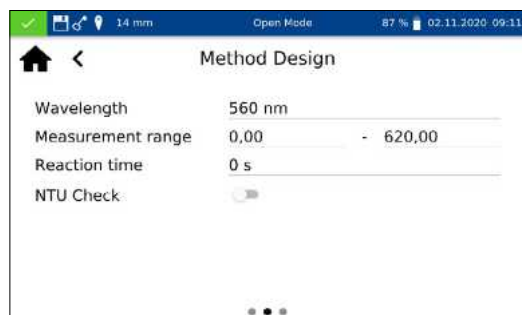 14 mm Open Mode 87 % 02.11.2020 09:11
Method Design
Wavelength 560 nm
Measurement range 0,00 - 620,00
Reaction time 0 s
NTU Check